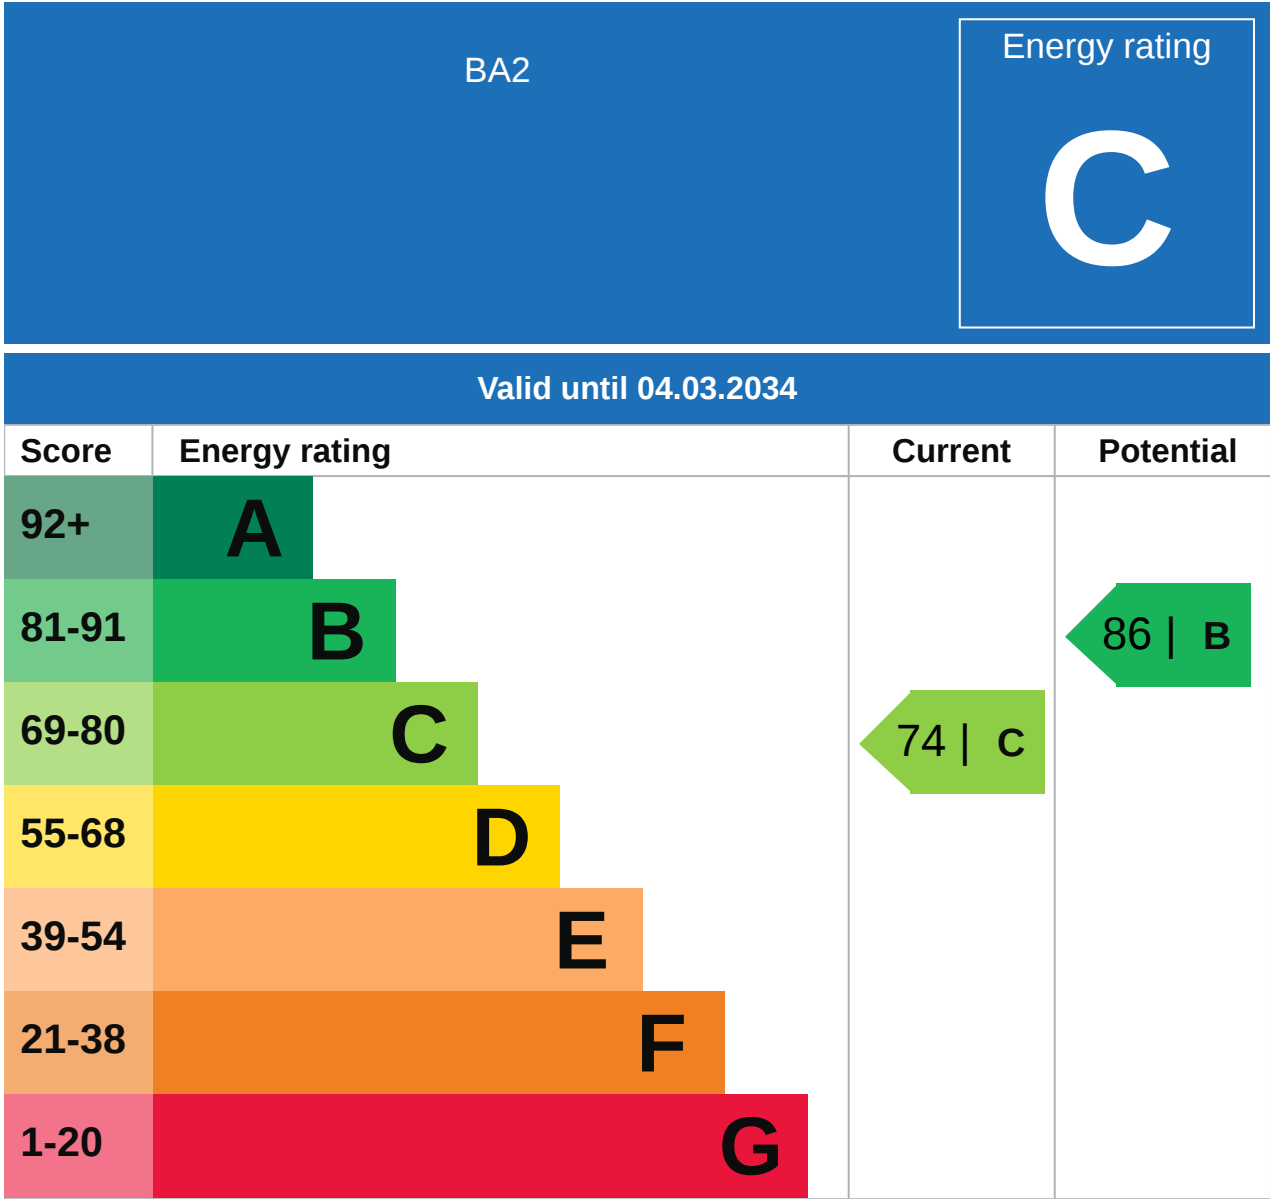 BA2
Energy rating
C
Valid until 04.03.2034
Score Energy rating Current Potential
92+ A
81-91 B 86 | B
69-80 C 74 | C
55-68 D
39-54 E
21-38 F
1-20 G